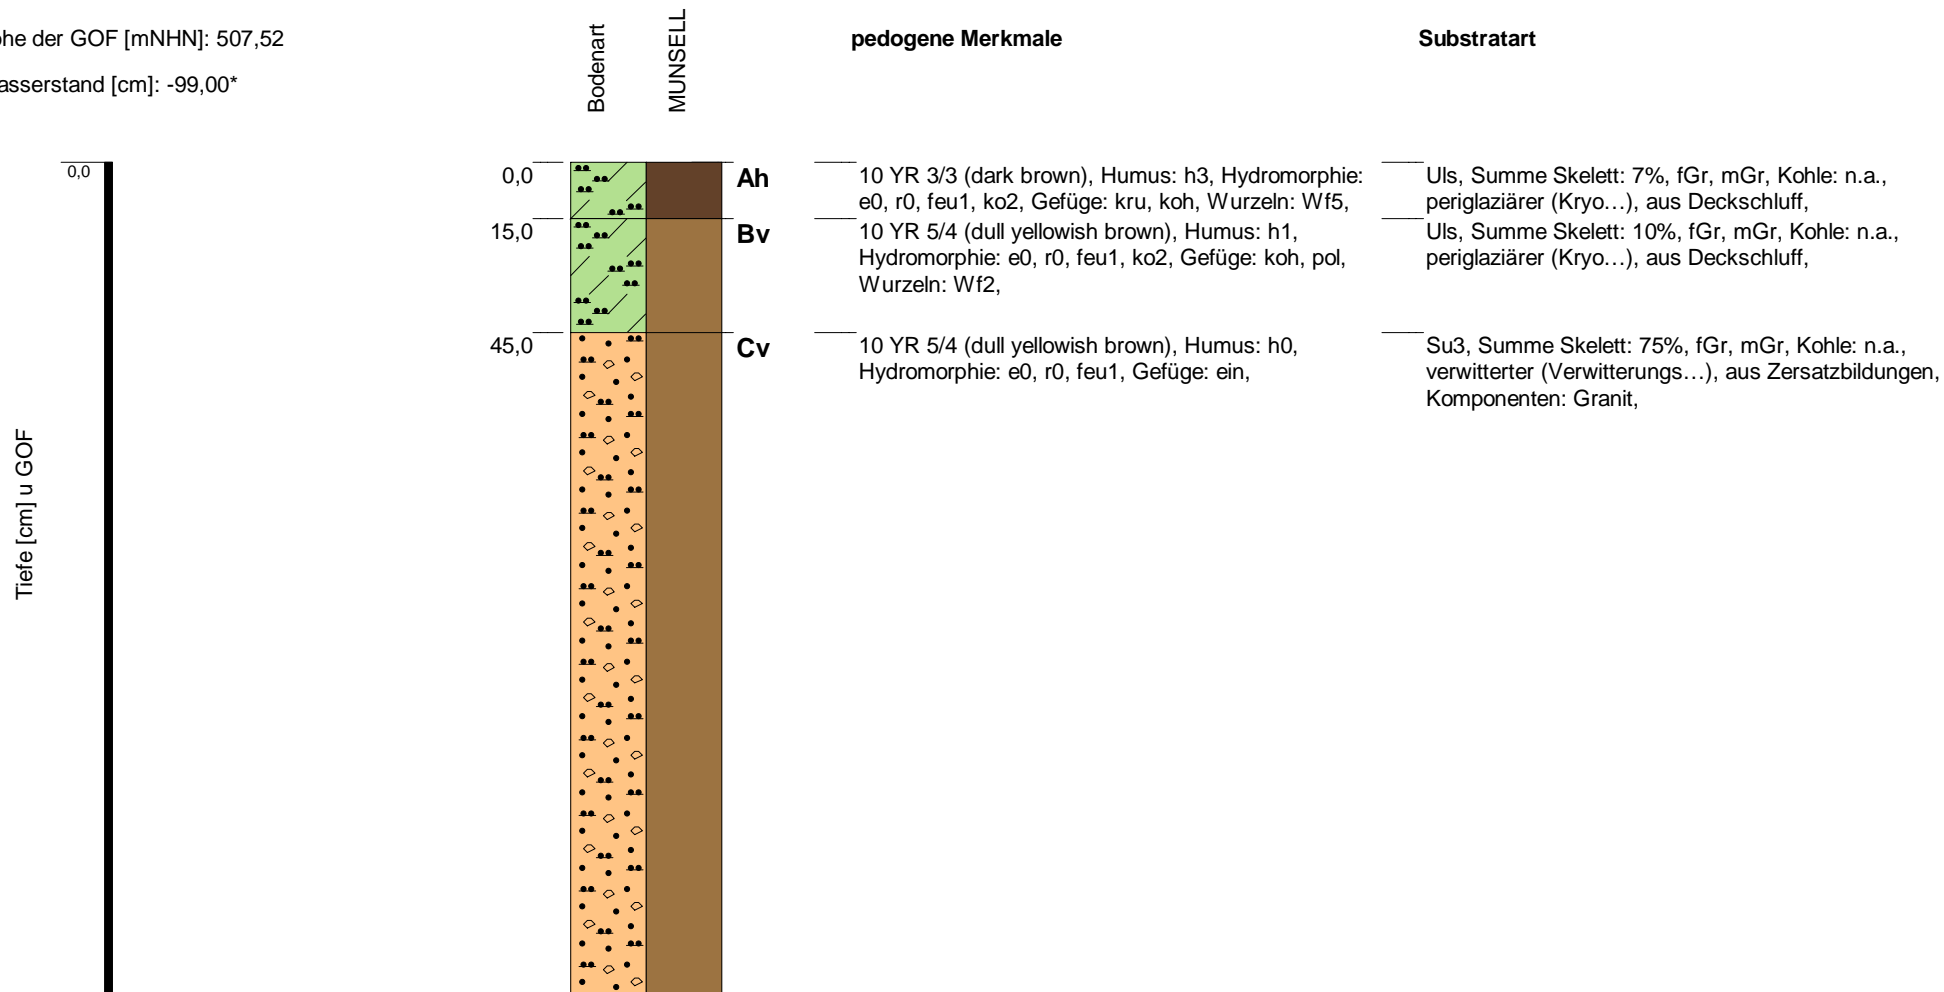 ohe der GOF [mNHN]: 507,52
asserstand [cm]: -99,00*
Bodenart
MUNSELL
pedogene Merkmale
Substratart
Tiefe [cm] u GOF
0,0
0,0
Ah
10 YR 3/3 (dark brown), Humus: h3, Hydromorphie:
e0, r0, feu1, ko2, Gefüge: kru, koh, Wurzeln: Wf5,
Uls, Summe Skelett: 7%, fGr, mGr, Kohle: n.a.,
periglaziärer (Kryo…), aus Deckschluff,
15,0
Bv
10 YR 5/4 (dull yellowish brown), Humus: h1,
Hydromorphie: e0, r0, feu1, ko2, Gefüge: koh, pol,
Wurzeln: Wf2,
Uls, Summe Skelett: 10%, fGr, mGr, Kohle: n.a.,
periglaziärer (Kryo…), aus Deckschluff,
45,0
Cv
10 YR 5/4 (dull yellowish brown), Humus: h0,
Hydromorphie: e0, r0, feu1, Gefüge: ein,
Su3, Summe Skelett: 75%, fGr, mGr, Kohle: n.a.,
verwitterter (Verwitterungs…), aus Zersatzbildungen,
Komponenten: Granit,